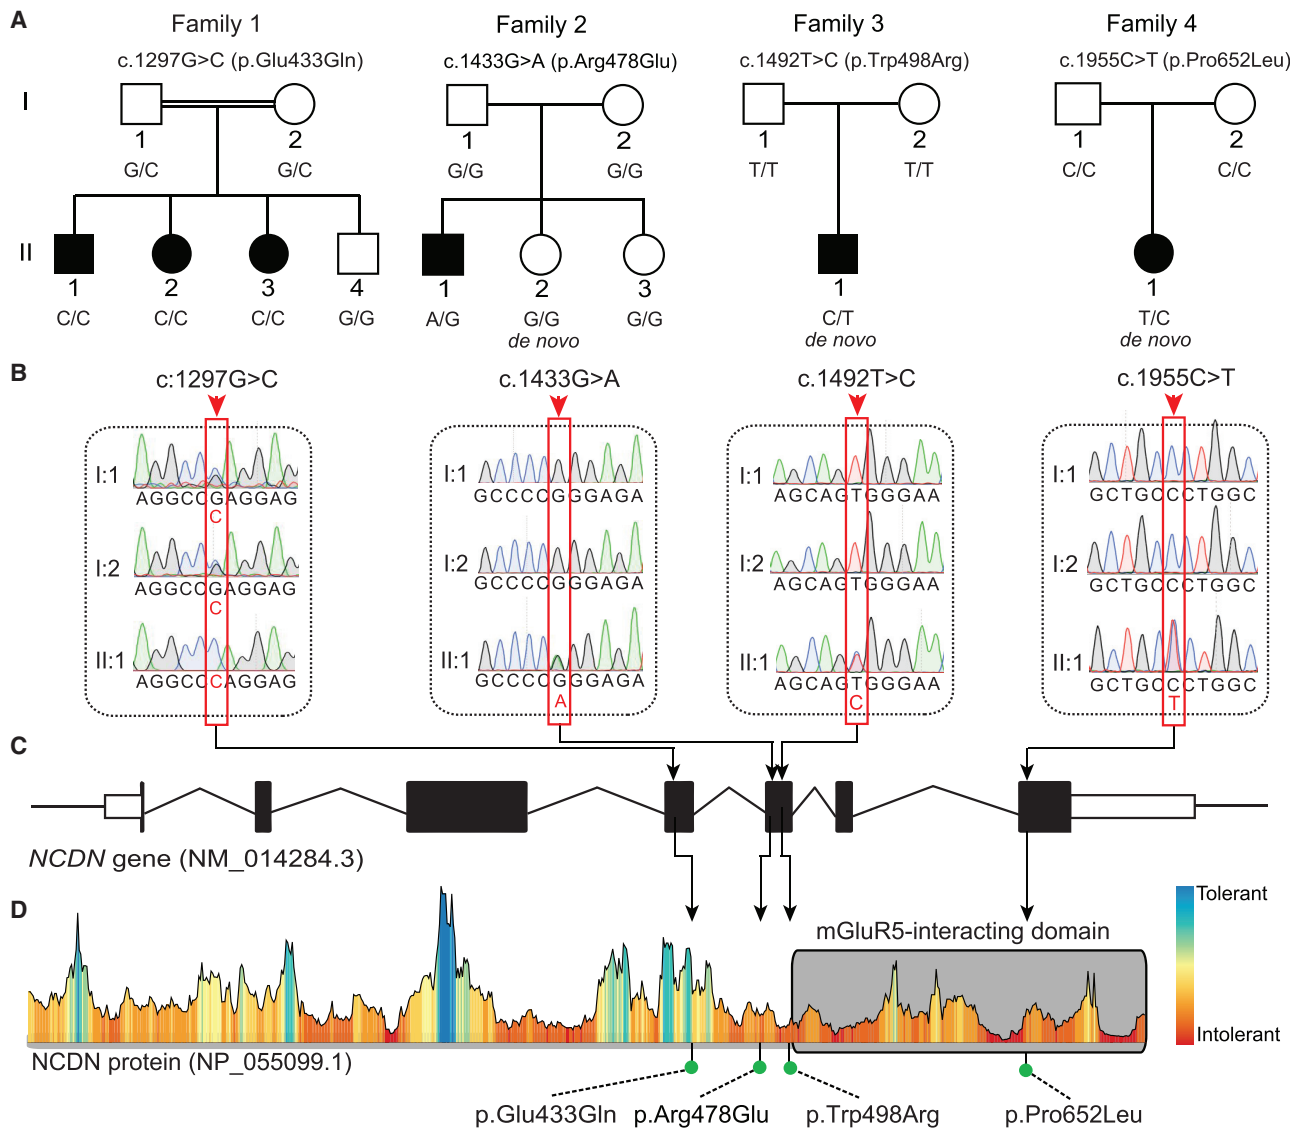 A
Family 1
Family 2
Family 3
Family 4
c.1297G>C (p.Glu433Gln)
c.1433G>A (p.Arg478Glu)
c.1492T>C (p.Trp498Arg)
c.1955C>T (p.Pro652Leu)
I
1 2 1 2 1 2 1 2
G/C G/C G/G G/G T/T T/T C/C C/C
II
1 2 3 4 1 2 3 1 1
C/C C/C C/C G/G A/G G/G G/G C/T T/C
de novo de novo de novo
B
c:1297G>C
c.1433G>A
c.1492T>C
c.1955C>T
I:1
AGGCCGAGGAG
C
I:2
AGGCCGAGGAG
C
II:1
AGGCCCAGGAG
I:1
GCCCCGGGAGA
I:2
GCCCCGGGAGA
II:1
GCCCCGGGAGA
A
I:1
AGCAGTGGGAA
I:2
AGCAGTGGGAA
II:1
AGCAGTGGGAA
C
I:1
GCTGCCCTGGC
I:2
GCTGCCCTGGC
II:1
GCTGCCCTGGC
T
C
NCDN gene (NM_014284.3)
D
mGluR5-interacting domain
Tolerant
Intolerant
NCDN protein (NP_055099.1)
p.Glu433Gln p.Arg478Glu p.Trp498Arg p.Pro652Leu